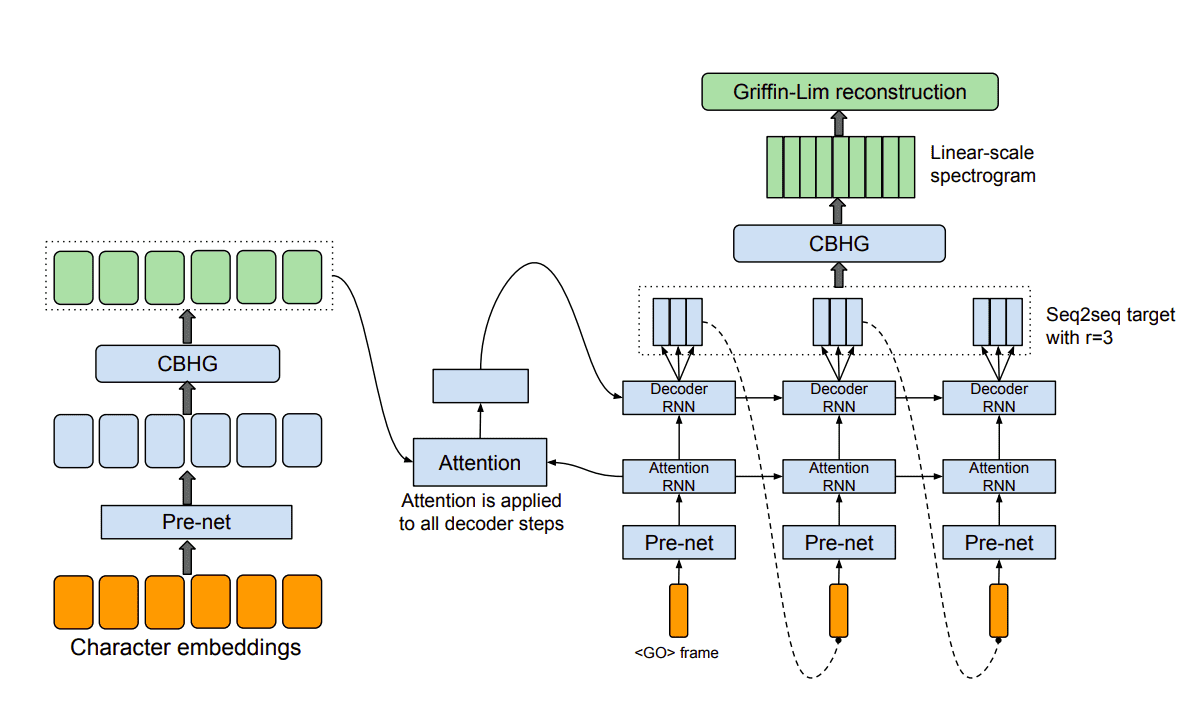 Griffin-Lim reconstruction
Linear-scale
spectrogram
CBHG
Seq2seq target
with r=3
CBHG
Decoder
RNN
Decoder
RNN
Decoder
RNN
Attention
Attention is applied
to all decoder steps
Attention
RNN
Attention
RNN
Attention
RNN
Pre-net
Pre-net
Pre-net
Pre-net
Character embeddings
<GO> frame